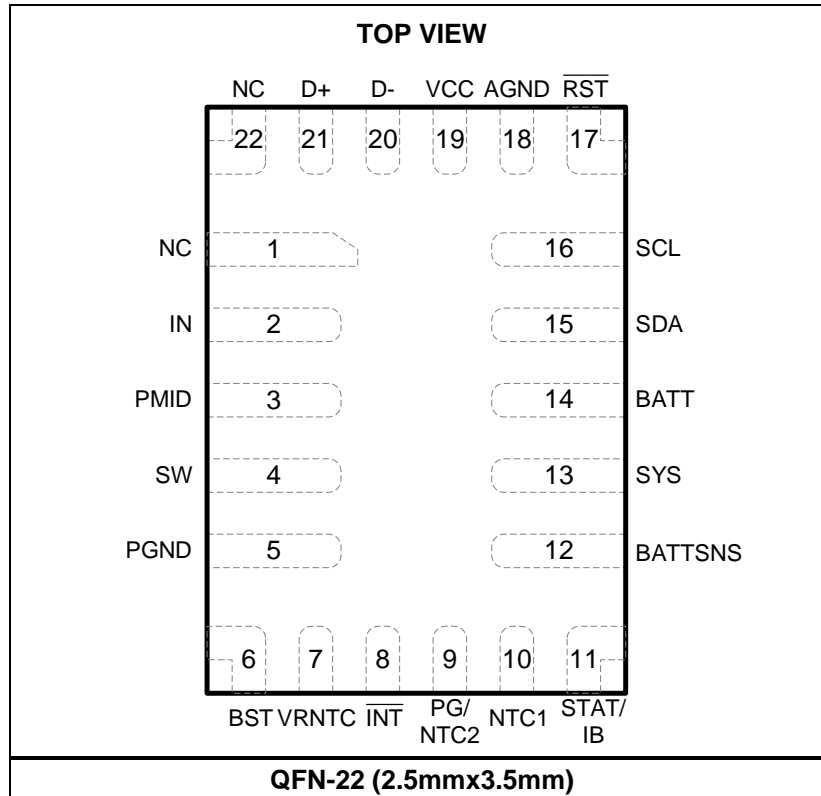 TOP VIEW
NC D+ D- VCC AGND R̅S̅T̅
22 21 20 19 18 17
NC 1 16 SCL
IN 2 15 SDA
PMID 3 14 BATT
SW 4 13 SYS
PGND 5 12 BATTSNS
6 7 8 9 10 11
BST VRNTC I̅N̅T̅ PG/ NTC1 STAT/
NTC2 IB
QFN-22 (2.5mmx3.5mm)